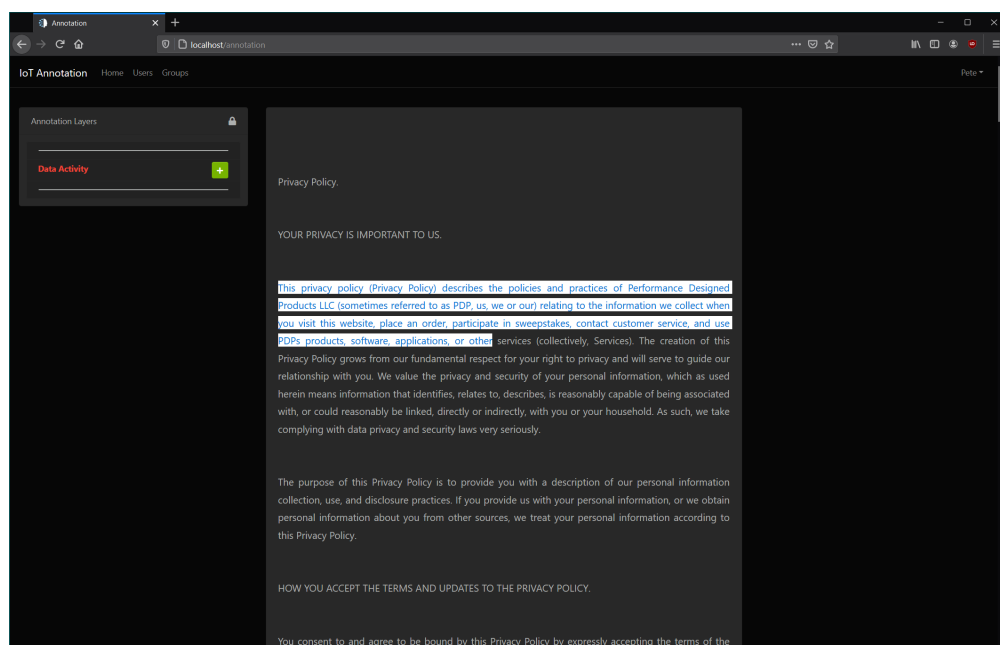 Annotation
localhost/annotation
IoT Annotation Home Users Groups Pete
Annotation Layers
Data Activity
Privacy Policy.
YOUR PRIVACY IS IMPORTANT TO US.
This privacy policy (Privacy Policy) describes the policies and practices of Performance Designed
Products LLC (sometimes referred to as PDP, us, we or our) relating to the information we collect when
you visit this website, place an order, participate in sweepstakes, contact customer service, and use
PDPs products, software, applications, or other services (collectively, Services). The creation of this
Privacy Policy grows from our fundamental respect for your right to privacy and will serve to guide our
relationship with you. We value the privacy and security of your personal information, which as used
herein means information that identifies, relates to, describes, is reasonably capable of being associated
with, or could reasonably be linked, directly or indirectly, with you or your household. As such, we take
complying with data privacy and security laws very seriously.
The purpose of this Privacy Policy is to provide you with a description of our personal information
collection, use, and disclosure practices. If you provide us with your personal information, or we obtain
personal information about you from other sources, we treat your personal information according to
this Privacy Policy.
HOW YOU ACCEPT THE TERMS AND UPDATES TO THE PRIVACY POLICY.
You consent to and agree to be bound by this Privacy Policy by expressly accepting the terms of the